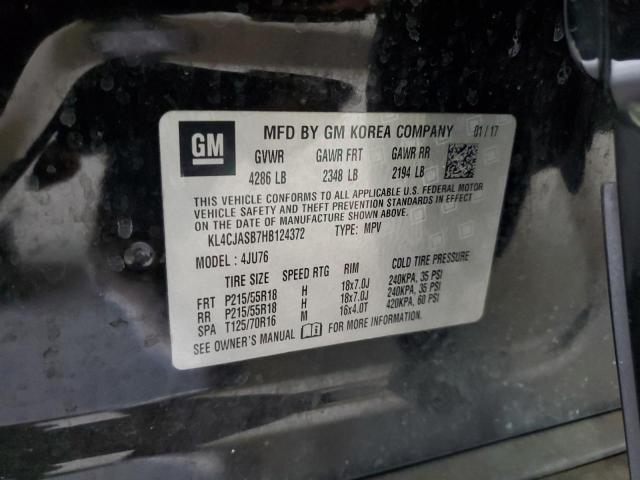 GM MFD BY GM KOREA COMPANY 01/17
GVWR GAWR FRT GAWR RR
4286 LB 2348 LB 2194 LB
THIS VEHICLE CONFORMS TO ALL APPLICABLE U.S. FEDERAL MOTOR
VEHICLE SAFETY AND THEFT PREVENTION STANDARDS IN EFFECT
ON THE DATE OF MANUFACTURE SHOWN ABOVE.
KL4CJASB7HB124372 TYPE: MPV
MODEL: 4JU76
TIRE SIZE SPEED RTG RIM COLD TIRE PRESSURE
FRT P215/55R18 H 18x7.0J 240KPA, 35 PSI
RR P215/55R18 H 18x7.0J 240KPA, 35 PSI
SPA T125/70R16 M 16x4.0T 420KPA, 60 PSI
SEE OWNER'S MANUAL FOR MORE INFORMATION.